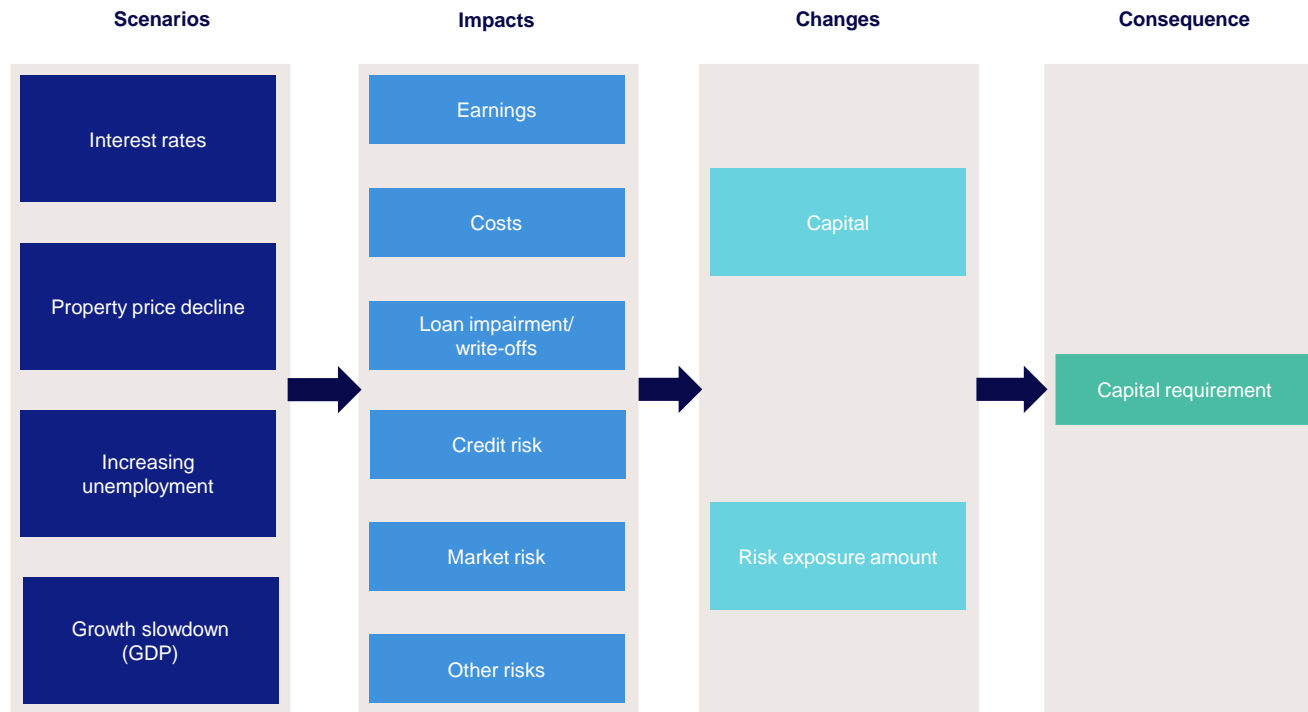 Scenarios
Impacts
Changes
Consequence
Interest rates
Property price decline
Increasing
unemployment
Growth slowdown
(GDP)
Earnings
Costs
Loan impairment/
write-offs
Credit risk
Market risk
Other risks
Capital
Risk exposure amount
Capital requirement